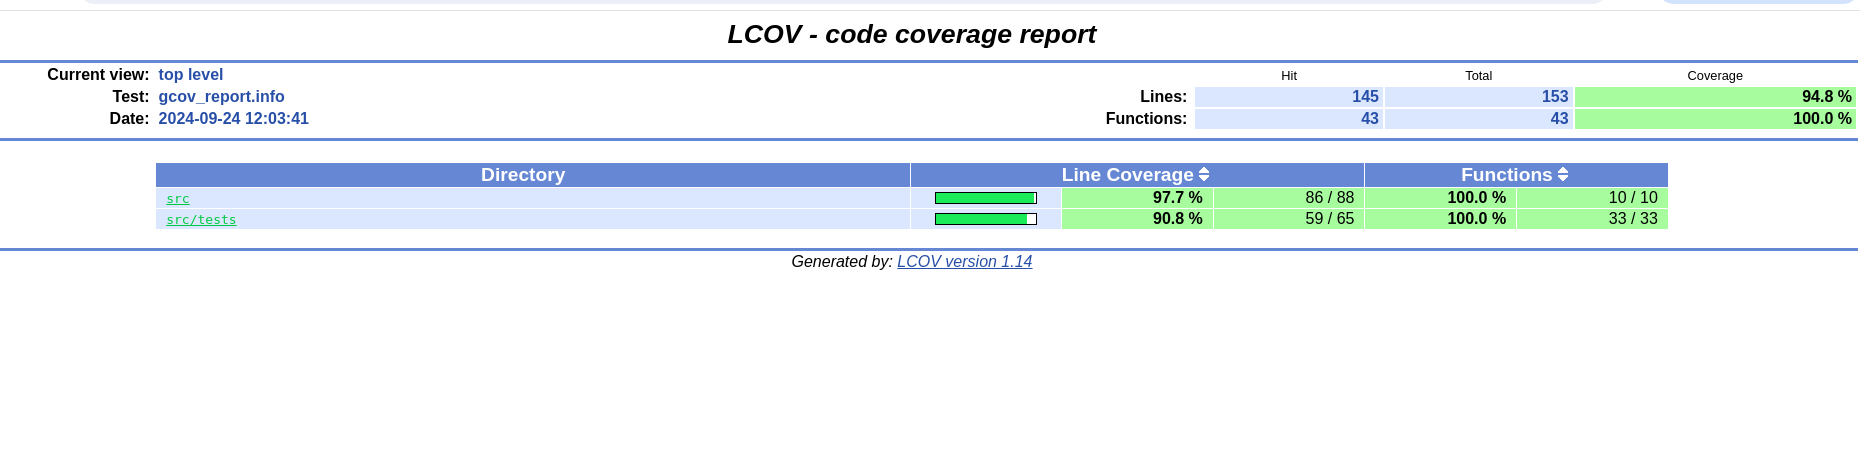 LCOV - code coverage report
Current view: top level Hit Total Coverage
Test: gcov_report.info Lines: 145 153 94.8 %
Date: 2024-09-24 12:03:41 Functions: 43 43 100.0 %
Directory Line Coverage Functions
src 97.7 % 86 / 88 100.0 % 10 / 10
src/tests 90.8 % 59 / 65 100.0 % 33 / 33
Generated by: LCOV version 1.14